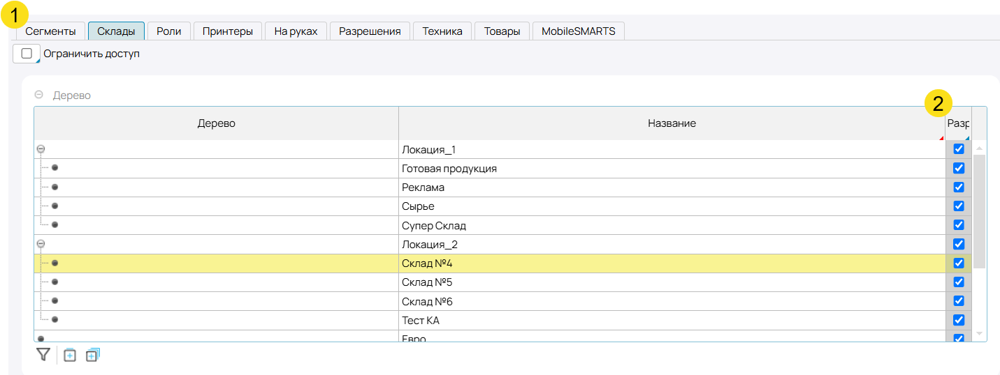 1
Сегменты Склады Роли Принтеры На руках Разрешения Техника Товары MobileSMARTS
Ограничить доступ
Дерево
2
Дерево Название Разр
Локация_1
Готовая продукция
Реклама
Сырье
Супер Склад
Локация_2
Склад №4
Склад №5
Склад №6
Тест КА
Евро